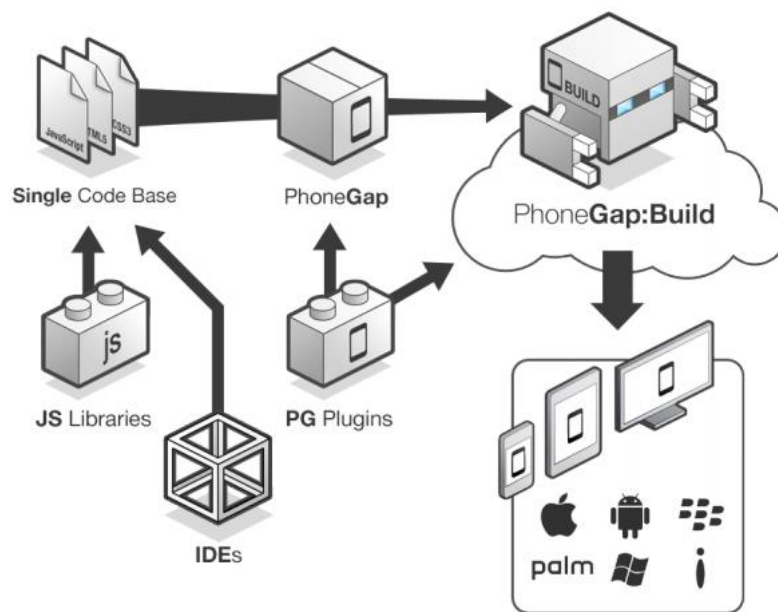 JavaScript
HTML5
CSS3
BUILD
Single Code Base
PhoneGap
PhoneGap:Build
js
JS Libraries
PG Plugins
IDEs
palm